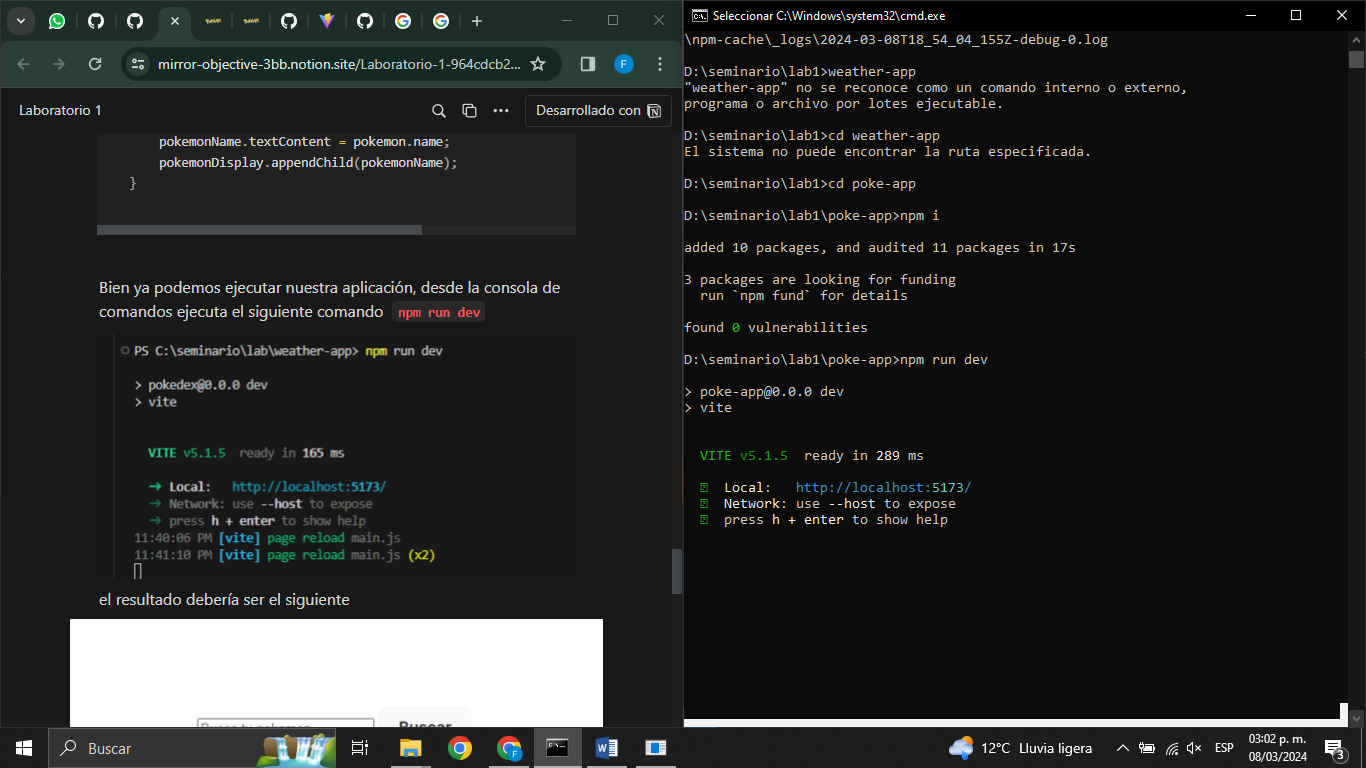 mirror-objective-3bb.notion.site/Laboratorio-1-964cdcb2...
F
Laboratorio 1
Desarrollado con
pokemonName.textContent = pokemon.name;
pokemonDisplay.appendChild(pokemonName);
}
Bien ya podemos ejecutar nuestra aplicación, desde la consola de
comandos ejecuta el siguiente comando npm run dev
PS C:\seminario\lab\weather-app> npm run dev
> pokedex@0.0.0 dev
> vite
VITE v5.1.5 ready in 165 ms
→ Local: http://localhost:5173/
→ Network: use --host to expose
→ press h + enter to show help
11:40:06 PM [vite] page reload main.js
11:41:10 PM [vite] page reload main.js (x2)
el resultado debería ser el siguiente
Buscar
Seleccionar C:\Windows\system32\cmd.exe
\npm-cache\_logs\2024-03-08T18_54_04_155Z-debug-0.log
D:\seminario\lab1>weather-app
"weather-app" no se reconoce como un comando interno o externo,
programa o archivo por lotes ejecutable.
D:\seminario\lab1>cd weather-app
El sistema no puede encontrar la ruta especificada.
D:\seminario\lab1>cd poke-app
D:\seminario\lab1\poke-app>npm i
added 10 packages, and audited 11 packages in 17s
3 packages are looking for funding
run `npm fund` for details
found 0 vulnerabilities
D:\seminario\lab1\poke-app>npm run dev
> poke-app@0.0.0 dev
> vite
VITE v5.1.5 ready in 289 ms
Local: http://localhost:5173/
Network: use --host to expose
press h + enter to show help
Buscar
12°C Lluvia ligera
ESP
03:02 p. m.
08/03/2024
3